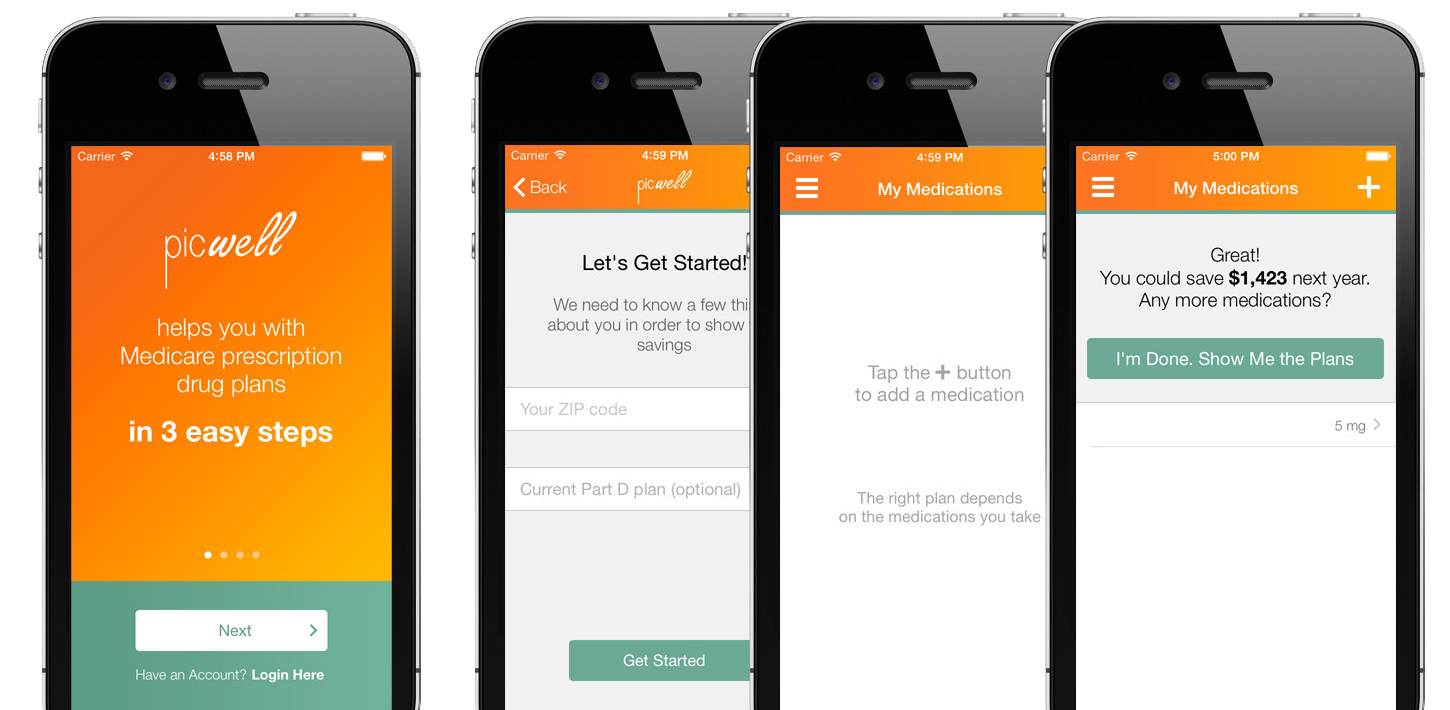 Carrier 4:58 PM
picwell
helps you with
Medicare prescription
drug plans
in 3 easy steps
Next
Have an Account? Login Here
Carrier 4:59 PM
Back picwell
Let's Get Started!
We need to know a few
about you in order to show
savings
Your ZIP code
Current Part D plan (optional)
Get Started
Carrier 4:59 PM
My Medications
Tap the + button
to add a medication
The right plan depends
on the medications you take
Carrier 5:00 PM
My Medications +
Great!
You could save $1,423 next year.
Any more medications?
I'm Done. Show Me the Plans
5 mg